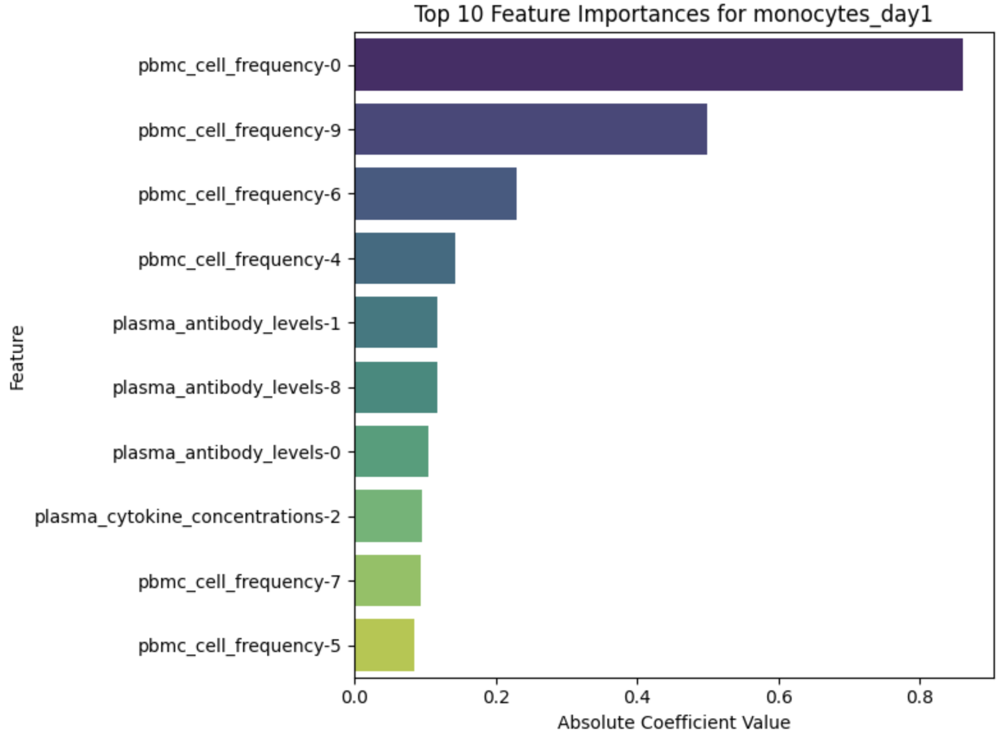 Top 10 Feature Importances for monocytes_day1
pbmc_cell_frequency-0
pbmc_cell_frequency-9
pbmc_cell_frequency-6
pbmc_cell_frequency-4
plasma_antibody_levels-1
plasma_antibody_levels-8
plasma_antibody_levels-0
plasma_cytokine_concentrations-2
pbmc_cell_frequency-7
pbmc_cell_frequency-5
Feature
0.0 0.2 0.4 0.6 0.8
Absolute Coefficient Value